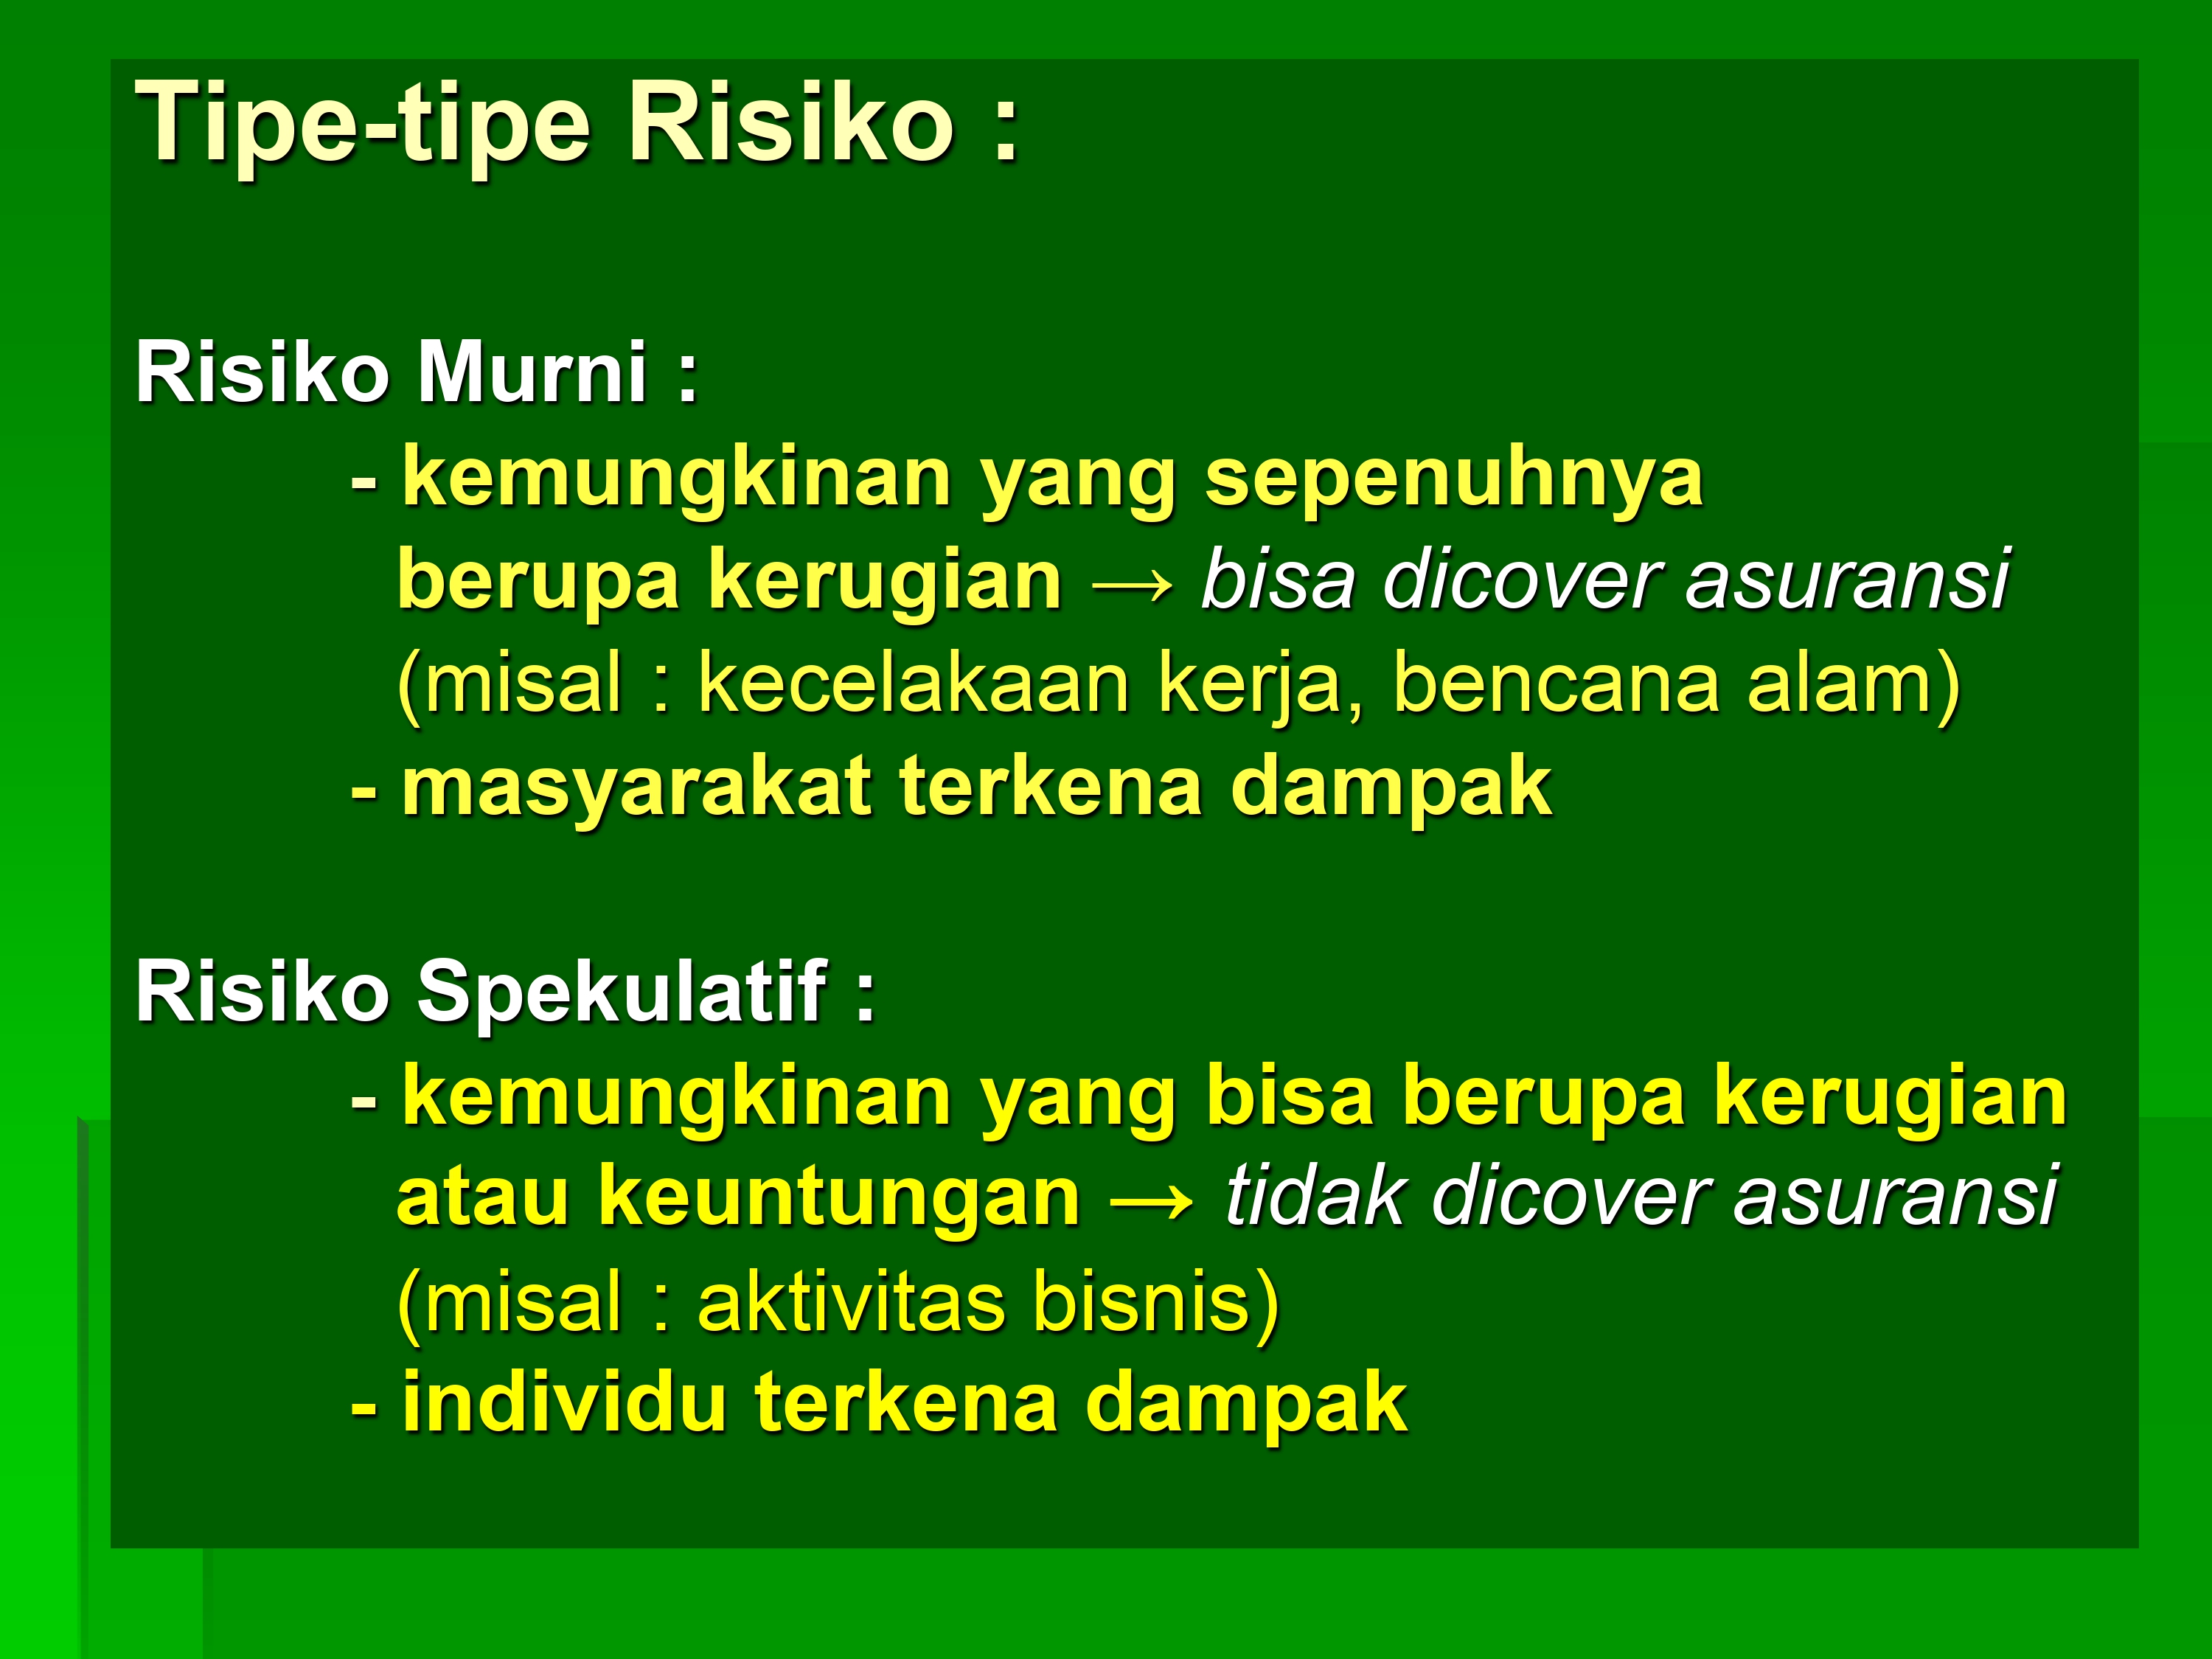 Tipe-tipe Risiko :
Risiko Murni :
- kemungkinan yang sepenuhnya
berupa kerugian → bisa dicover asuransi
(misal : kecelakaan kerja, bencana alam)
- masyarakat terkena dampak
Risiko Spekulatif :
- kemungkinan yang bisa berupa kerugian
atau keuntungan → tidak dicover asuransi
(misal : aktivitas bisnis)
- individu terkena dampak